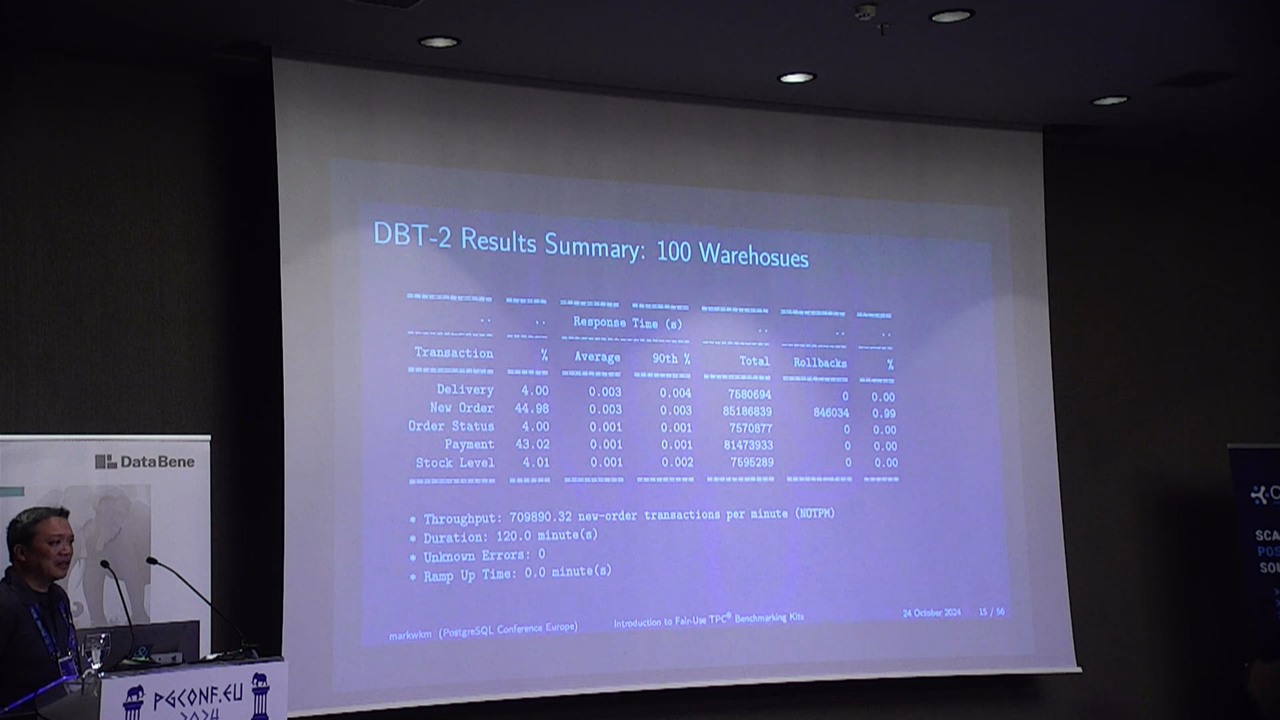 DBT-2 Results Summary: 100 Warehosues
Response Time (s)
Transaction % Average 90th % Total Rollbacks %
Delivery 4.00 0.003 0.004 7580694 0 0.00
New Order 44.98 0.003 0.003 85186839 846034 0.99
Order Status 4.00 0.001 0.001 7570877 0 0.00
Payment 43.02 0.001 0.001 81473933 0 0.00
Stock Level 4.01 0.001 0.002 7595289 0 0.00
* Throughput: 709890.32 new-order transactions per minute (NOTPM)
* Duration: 120.0 minute(s)
* Unknown Errors: 0
* Ramp Up Time: 0.0 minute(s)
markwkm (PostgreSQL Conference Europe) Introduction to Fair-Use TPC® Benchmarking Kits 24 October 2024 15 / 56
DataBene
PGCONF.EU
2024
SCA
POS
SOU